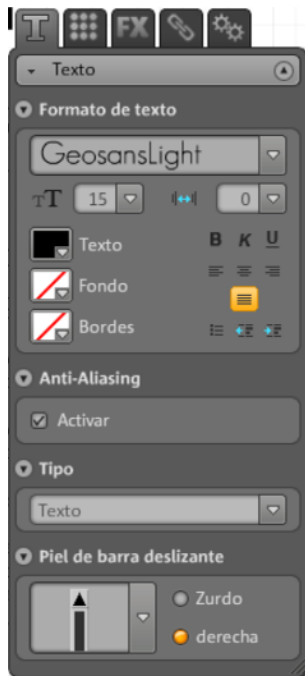 T FX
Texto
Formato de texto
GeosansLight
TT 15 0
Texto B K U
Fondo
Bordes
Anti-Aliasing
Activar
Tipo
Texto
Piel de barra deslizante
Zurdo
derecha